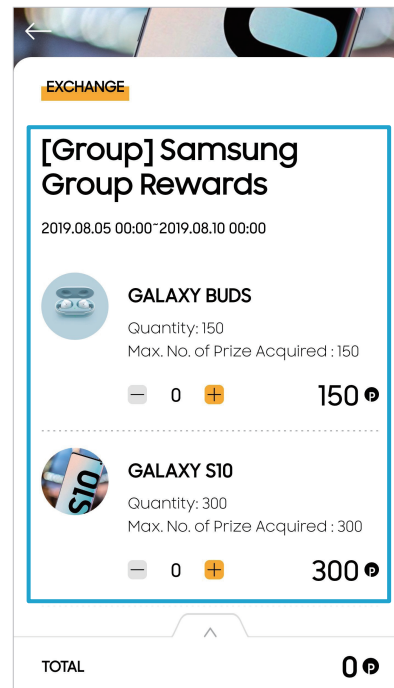 EXCHANGE
[Group] Samsung
Group Rewards
2019.08.05 00:00~2019.08.10 00:00
GALAXY BUDS
Quantity: 150
Max. No. of Prize Acquired : 150
0
150 P
S10
GALAXY S10
Quantity: 300
Max. No. of Prize Acquired : 300
0
300 P
TOTAL
0 P